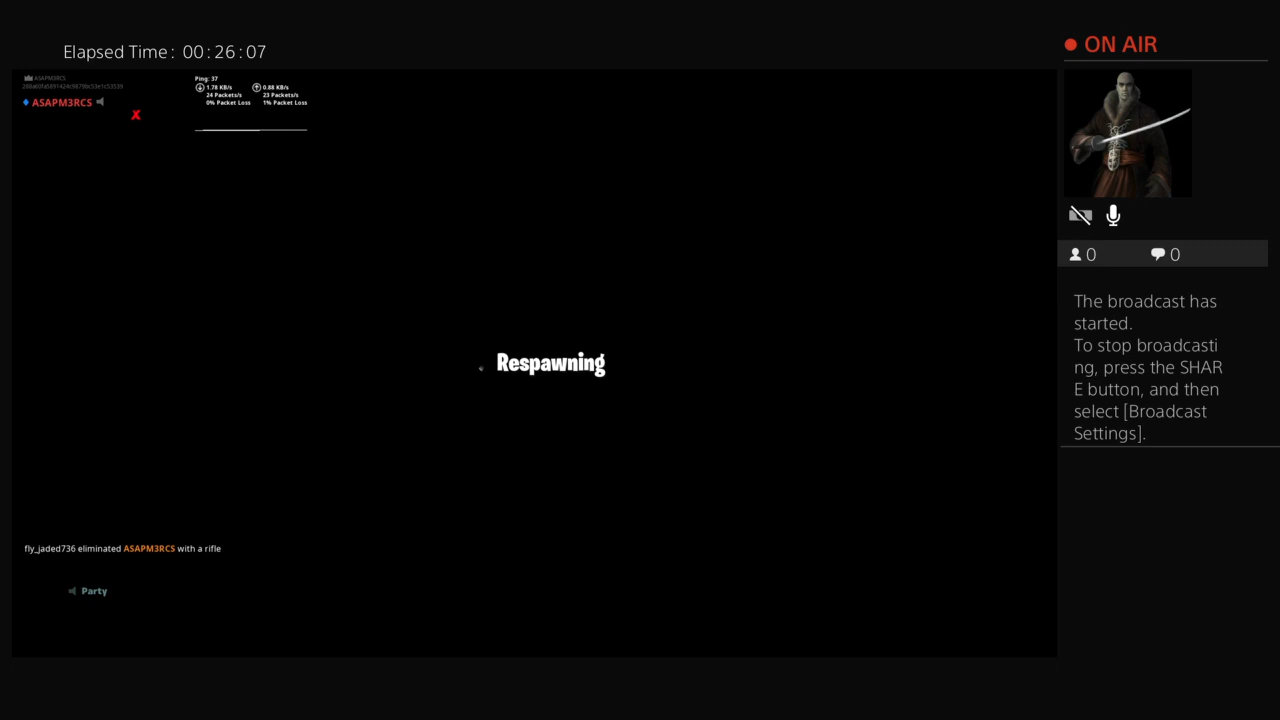 Elapsed Time: 00:26:07
ON AIR
ASAPM3RCS
ASAPM3RCS
X
Ping: 37
1.78 KB/s 0.88 KB/s
24 Packets/s 23 Packets/s
0% Packet Loss 1% Packet Loss
0 0
The broadcast has
started.
To stop broadcasti
ng, press the SHAR
E button, and then
select [Broadcast
Settings].
Respawning
fly_jaded736 eliminated ASAPM3RCS with a rifle
Party